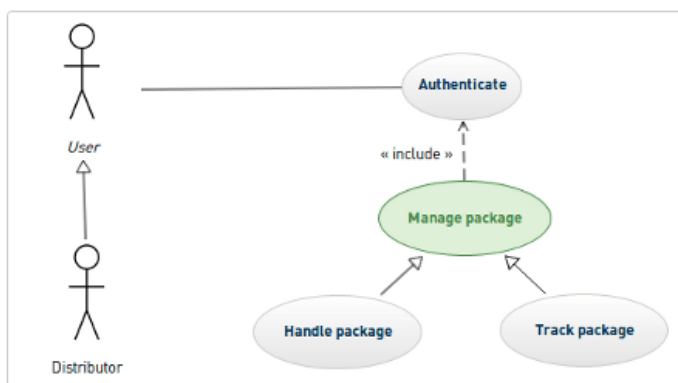 Authenticate
User
« include »
Manage package
Handle package
Track package
Distributor